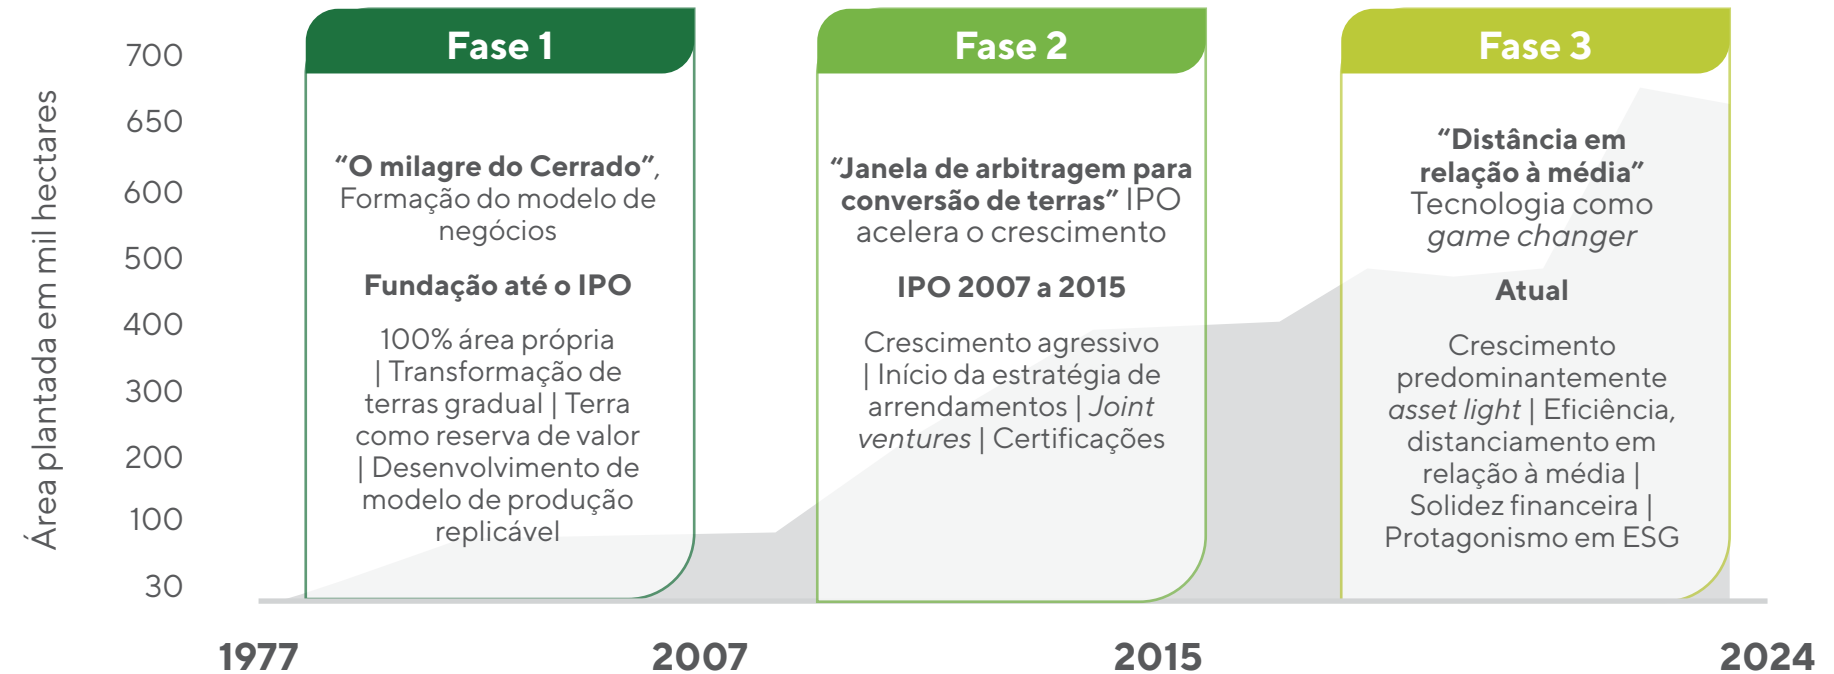 Área plantada em mil hectares
700
650
600
500
400
300
200
100
30
Fase 1
“O milagre do Cerrado”,
Formação do modelo de
negócios
Fundação até o IPO
100% área própria
| Transformação de
terras gradual | Terra
como reserva de valor
| Desenvolvimento de
modelo de produção
replicável
Fase 2
“Janela de arbitragem para
conversão de terras” IPO
acelera o crescimento
IPO 2007 a 2015
Crescimento agressivo
| Início da estratégia de
arrendamentos | Joint
ventures | Certificações
Fase 3
“Distância em
relação à média”
Tecnologia como
game changer
Atual
Crescimento
predominantemente
asset light | Eficiência,
distanciamento em
relação à média |
Solidez financeira |
Protagonismo em ESG
1977
2007
2015
2024